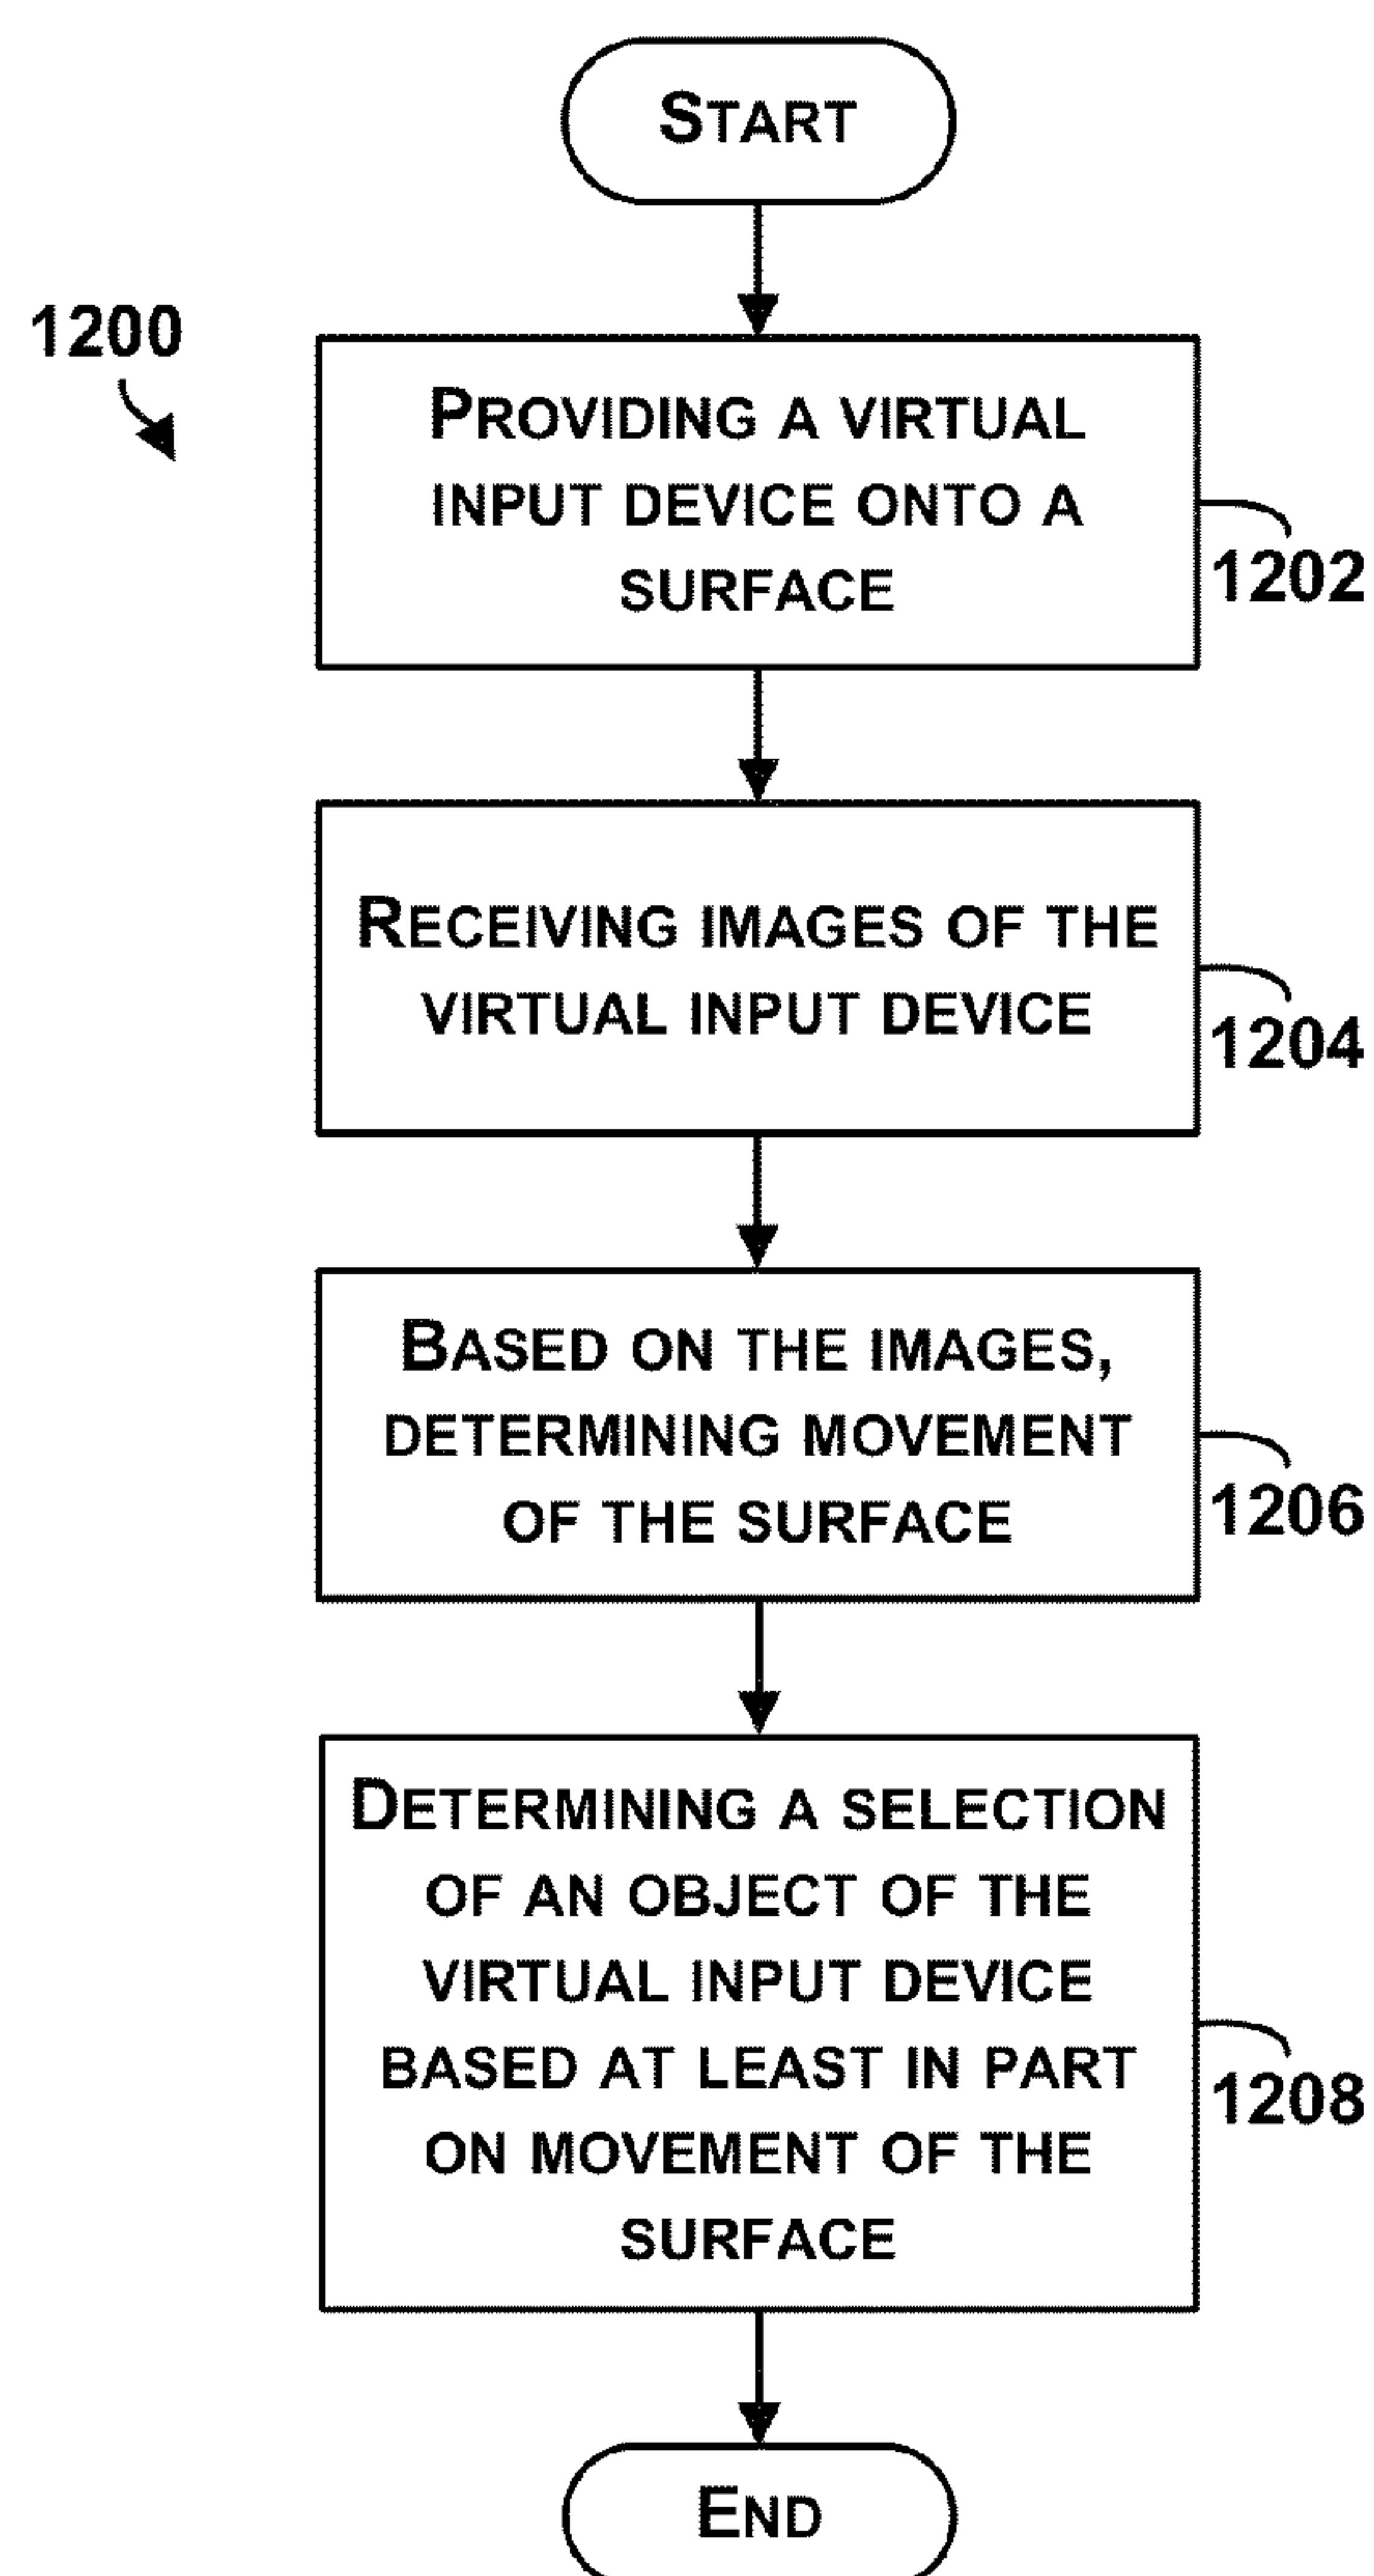 START
1200
PROVIDING A VIRTUAL
INPUT DEVICE ONTO A
SURFACE
1202
RECEIVING IMAGES OF THE
VIRTUAL INPUT DEVICE
1204
BASED ON THE IMAGES,
DETERMINING MOVEMENT
OF THE SURFACE
1206
DETERMINING A SELECTION
OF AN OBJECT OF THE
VIRTUAL INPUT DEVICE
BASED AT LEAST IN PART
ON MOVEMENT OF THE
SURFACE
1208
END